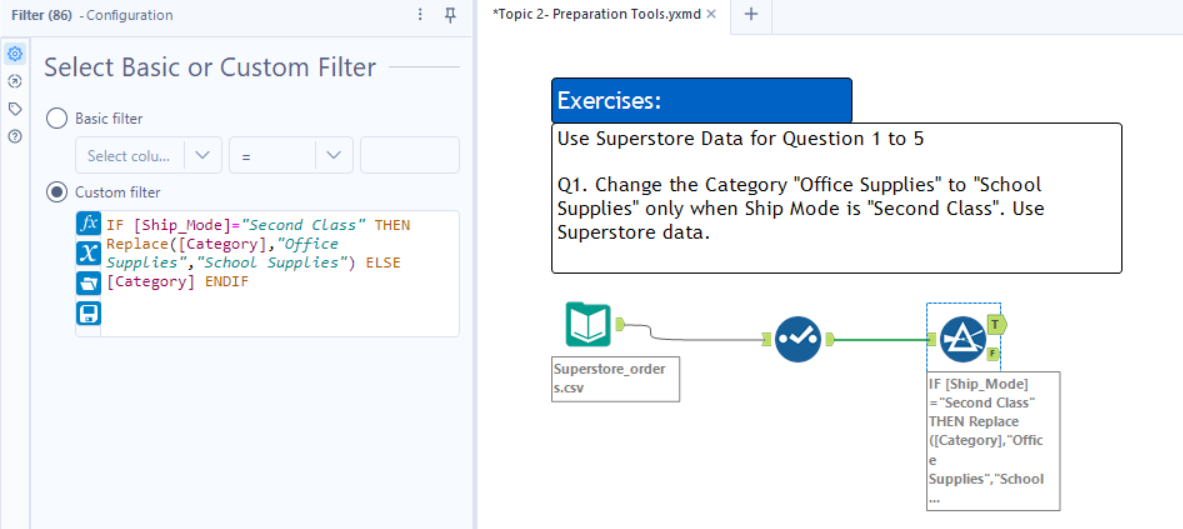 Filter (86) - Configuration
*Topic 2- Preparation Tools.yxmd
Select Basic or Custom Filter
Basic filter
Select colu...
=
Custom filter
IF [Ship_Mode]="Second Class" THEN
Replace([Category],"Office
Supplies","School Supplies") ELSE
[Category] ENDIF
Exercises:
Use Superstore Data for Question 1 to 5
Q1. Change the Category "Office Supplies" to "School
Supplies" only when Ship Mode is "Second Class". Use
Superstore data.
Superstore_order
s.csv
T
F
IF [Ship_Mode]
="Second Class"
THEN Replace
([Category],"Offic
e
Supplies","School
...